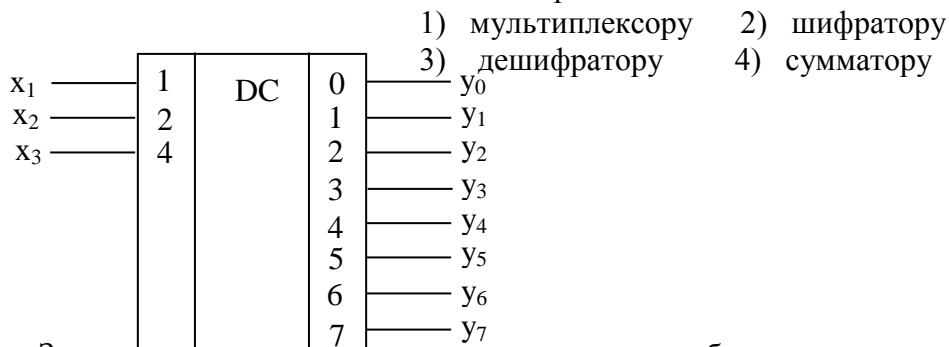 1) мультиплексору 2) шифратору
3) дешифратору 4) сумматору
x1 1 DC 0 y0
x2 2 1 y1
x3 4 2 y2
3 y3
4 y4
5 y5
6 y6
7 y7